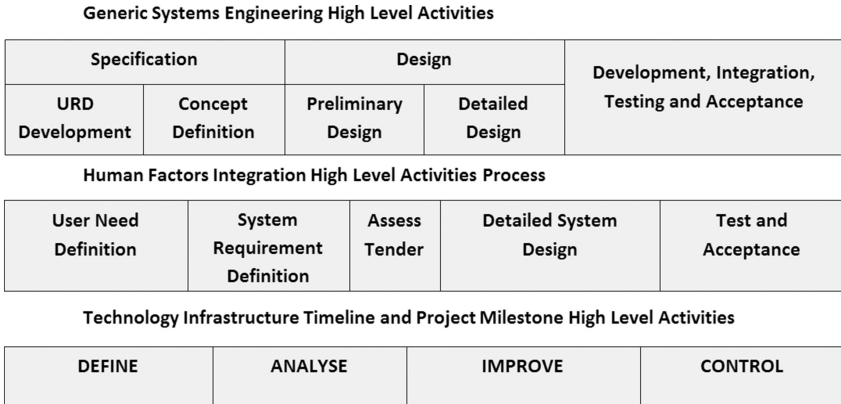 Generic Systems Engineering High Level Activities
Specification
Design
Development, Integration,
Testing and Acceptance
URD
Development
Concept
Definition
Preliminary
Design
Detailed
Design
Human Factors Integration High Level Activities Process
User Need
Definition
System
Requirement
Definition
Assess
Tender
Detailed System
Design
Test and
Acceptance
Technology Infrastructure Timeline and Project Milestone High Level Activities
DEFINE
ANALYSE
IMPROVE
CONTROL